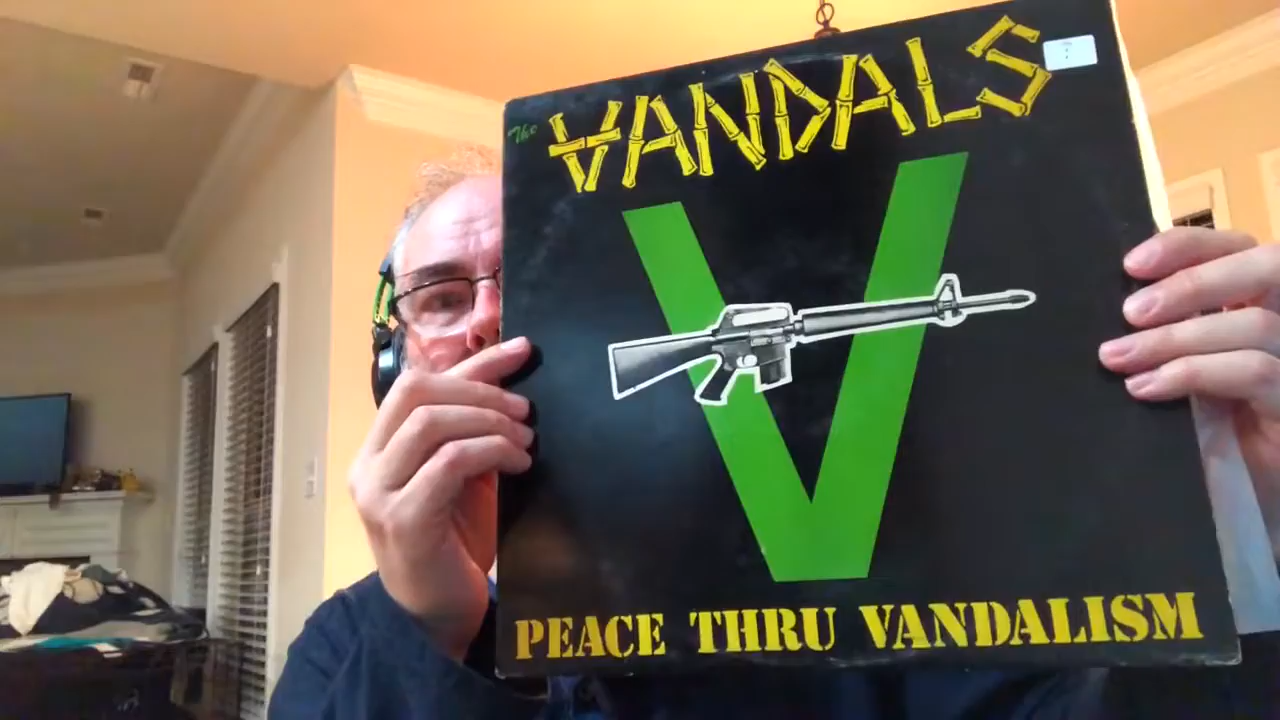 The
VANDALS
V
PEACE THRU VANDALISM